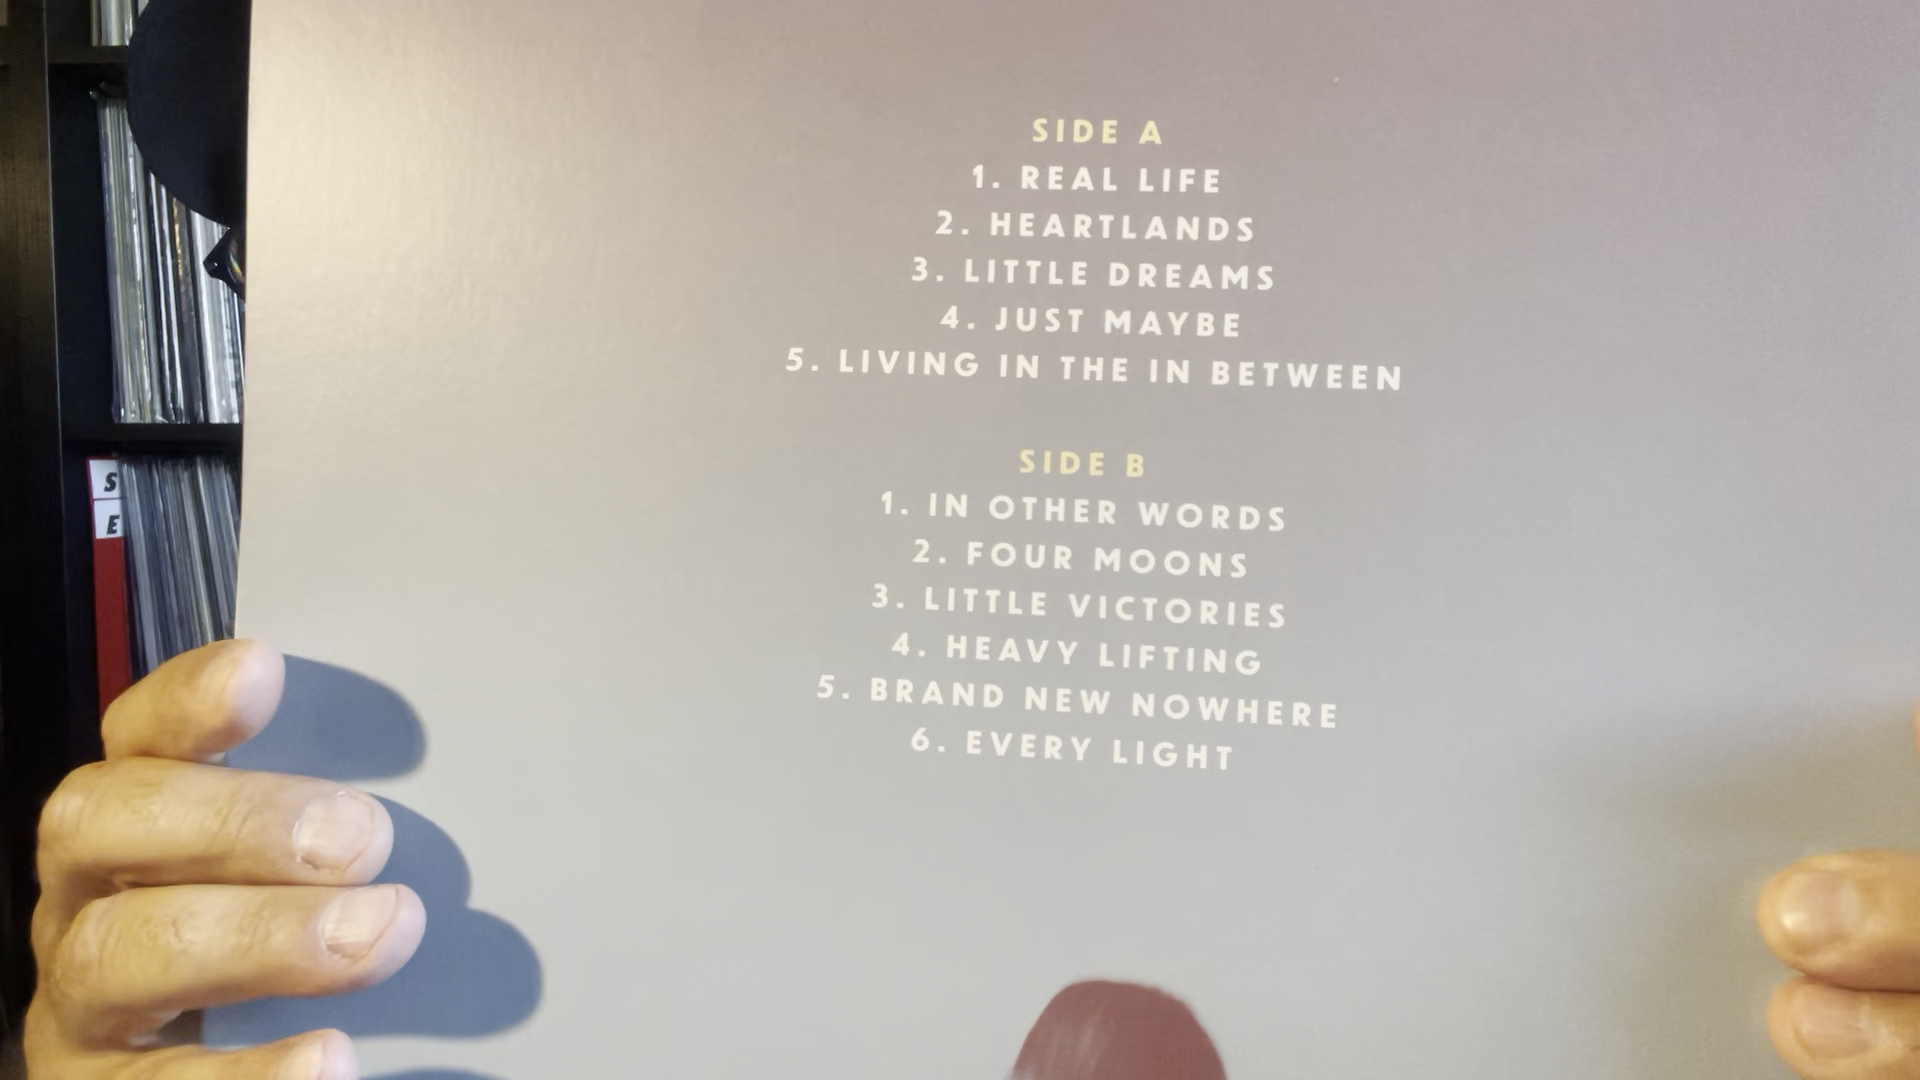 SIDE A
1. REAL LIFE
2. HEARTLANDS
3. LITTLE DREAMS
4. JUST MAYBE
5. LIVING IN THE IN BETWEEN
SIDE B
1. IN OTHER WORDS
2. FOUR MOONS
3. LITTLE VICTORIES
4. HEAVY LIFTING
5. BRAND NEW NOWHERE
6. EVERY LIGHT
S
E